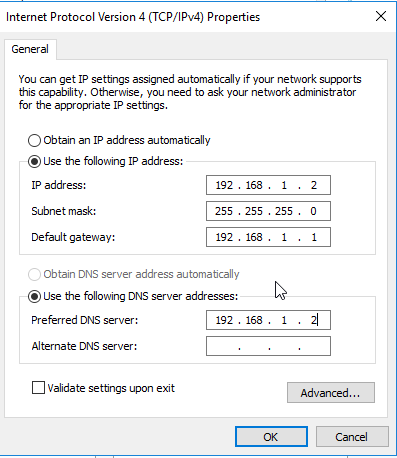 Internet Protocol Version 4 (TCP/IPv4) Properties
General
You can get IP settings assigned automatically if your network supports
this capability. Otherwise, you need to ask your network administrator
for the appropriate IP settings.
Obtain an IP address automatically
Use the following IP address:
IP address: 192 . 168 . 1 . 2
Subnet mask: 255 . 255 . 255 . 0
Default gateway: 192 . 168 . 1 . 1
Obtain DNS server address automatically
Use the following DNS server addresses:
Preferred DNS server: 192 . 168 . 1 . 2
Alternate DNS server: . . .
Validate settings upon exit
Advanced...
OK Cancel